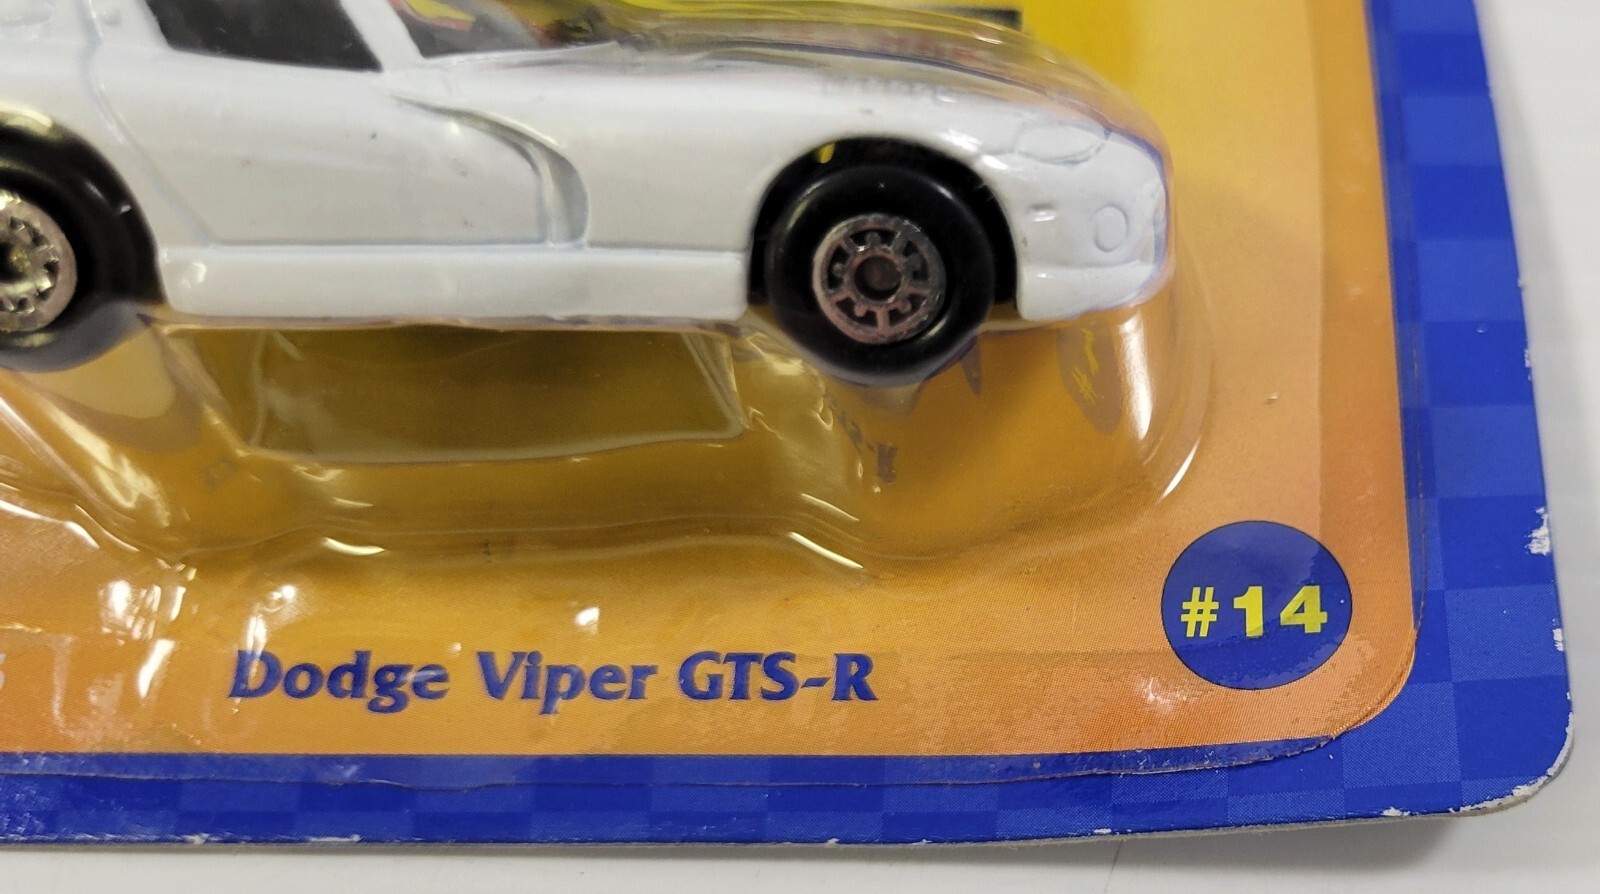 #14
Dodge Viper GTS-R